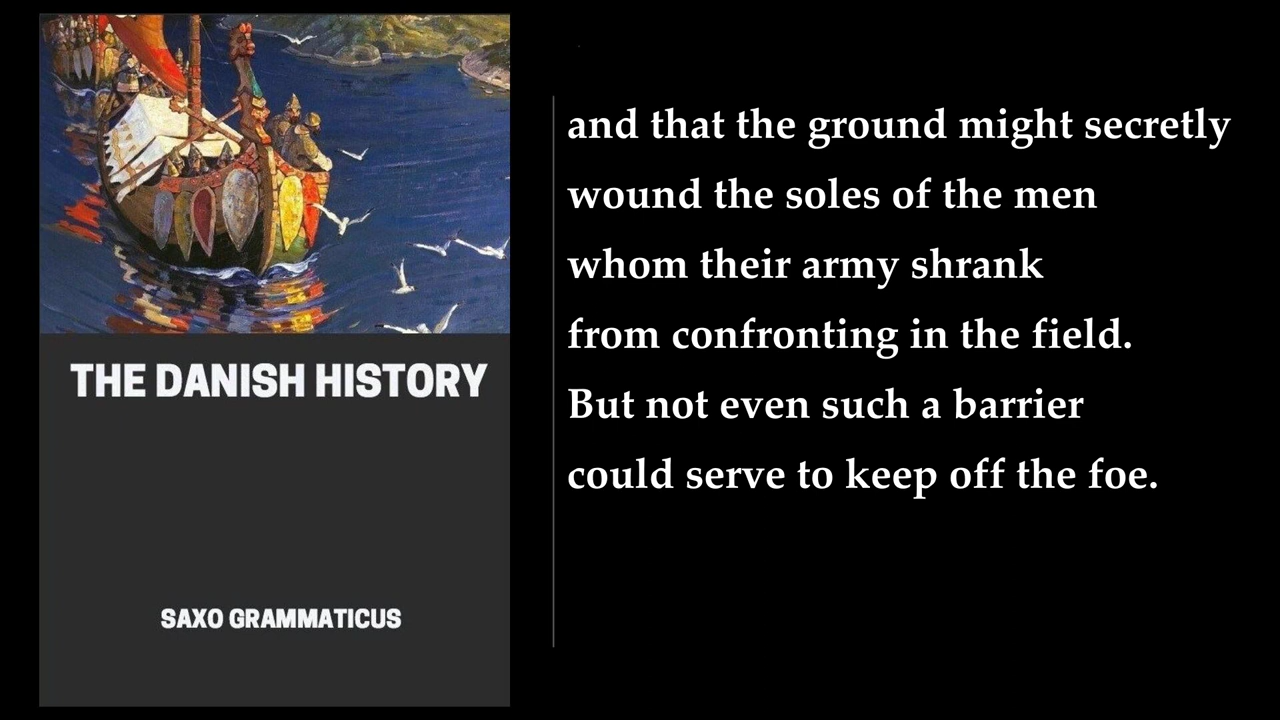 THE DANISH HISTORY
SAXO GRAMMATICUS
and that the ground might secretly
wound the soles of the men
whom their army shrank
from confronting in the field.
But not even such a barrier
could serve to keep off the foe.